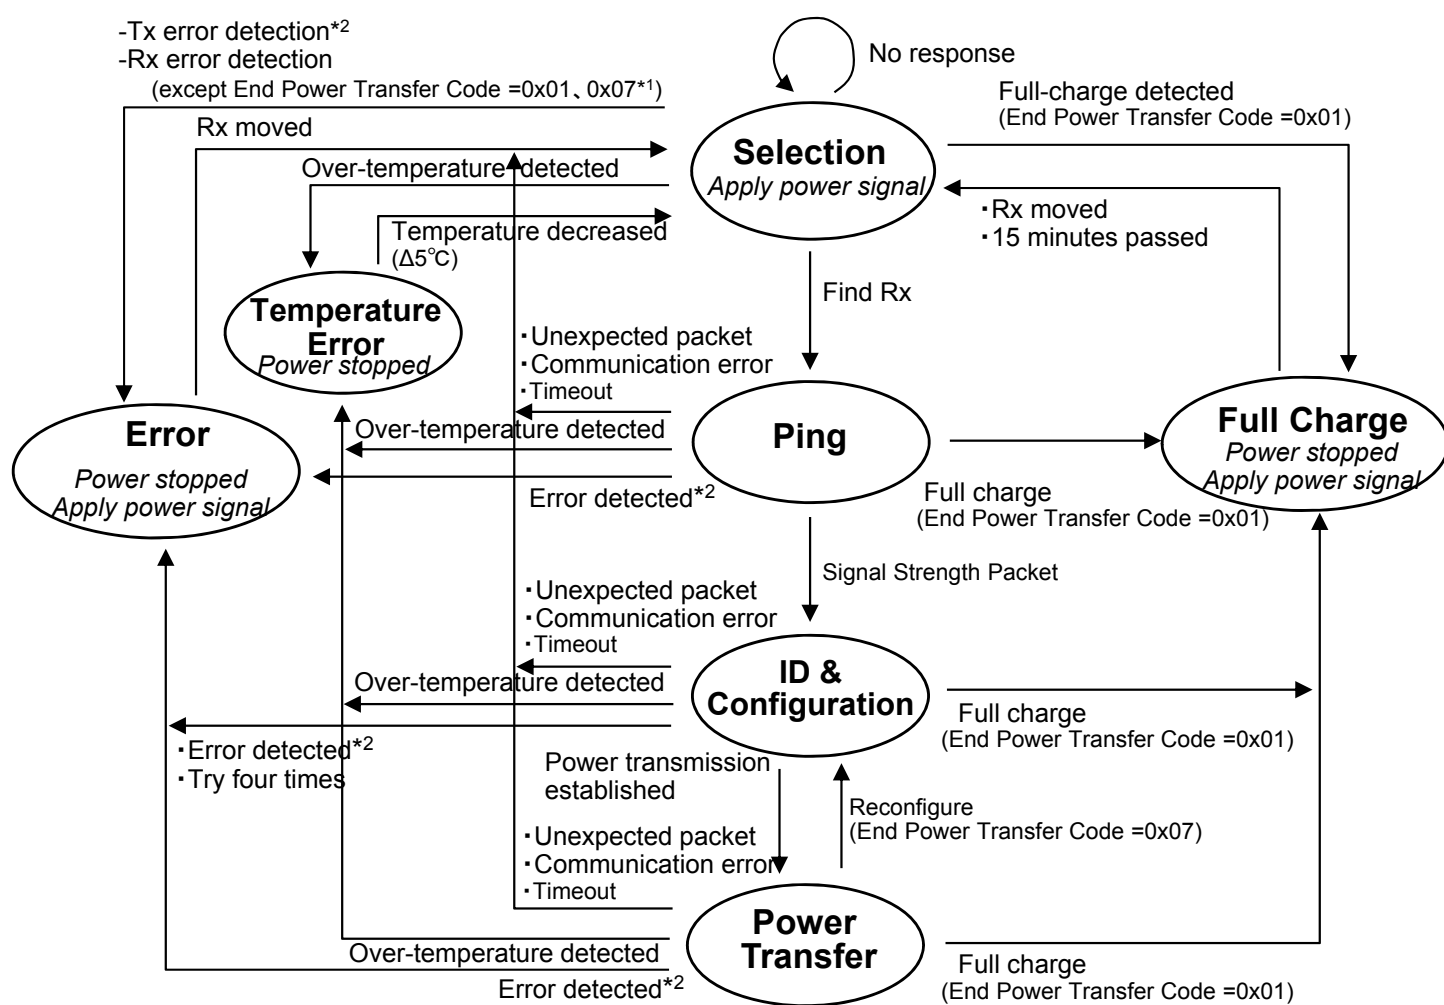 -Tx error detection*2
-Rx error detection
(except End Power Transfer Code =0x01、0x07*1)
No response
Full-charge detected
(End Power Transfer Code =0x01)
Rx moved
Selection
Apply power signal
Over-temperature detected
・Rx moved
・15 minutes passed
Temperature decreased
(Δ5℃)
Find Rx
Temperature
Error
Power stopped
・Unexpected packet
・Communication error
・Timeout
Error
Power stopped
Apply power signal
Over-temperature detected
Ping
Full Charge
Power stopped
Apply power signal
Error detected*2
Full charge
(End Power Transfer Code =0x01)
Signal Strength Packet
・Unexpected packet
・Communication error
・Timeout
ID &
Configuration
Over-temperature detected
Full charge
(End Power Transfer Code =0x01)
・Error detected*2
・Try four times
Power transmission
established
Reconfigure
(End Power Transfer Code =0x07)
・Unexpected packet
・Communication error
・Timeout
Power
Transfer
Over-temperature detected
Error detected*2
Full charge
(End Power Transfer Code =0x01)